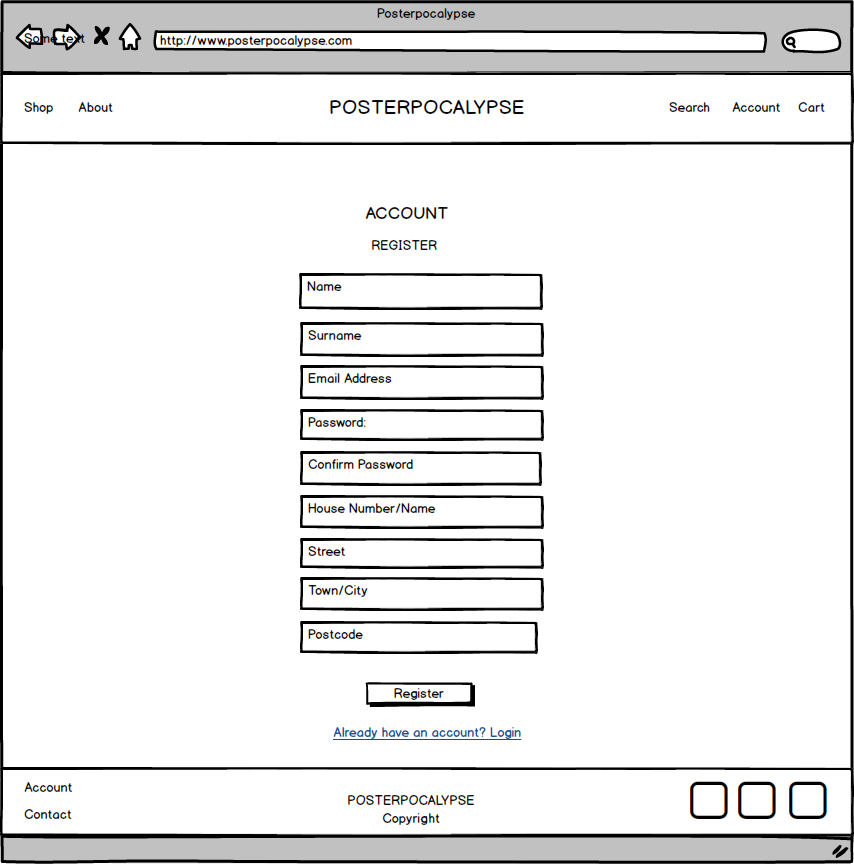 Posterpocalypse
Some text
http://www.posterpocalypse.com
Shop About POSTERPOCALYPSE Search Account Cart
ACCOUNT
REGISTER
Name
Surname
Email Address
Password:
Confirm Password
House Number/Name
Street
Town/City
Postcode
Register
Already have an account? Login
Account
Contact
POSTERPOCALYPSE
Copyright